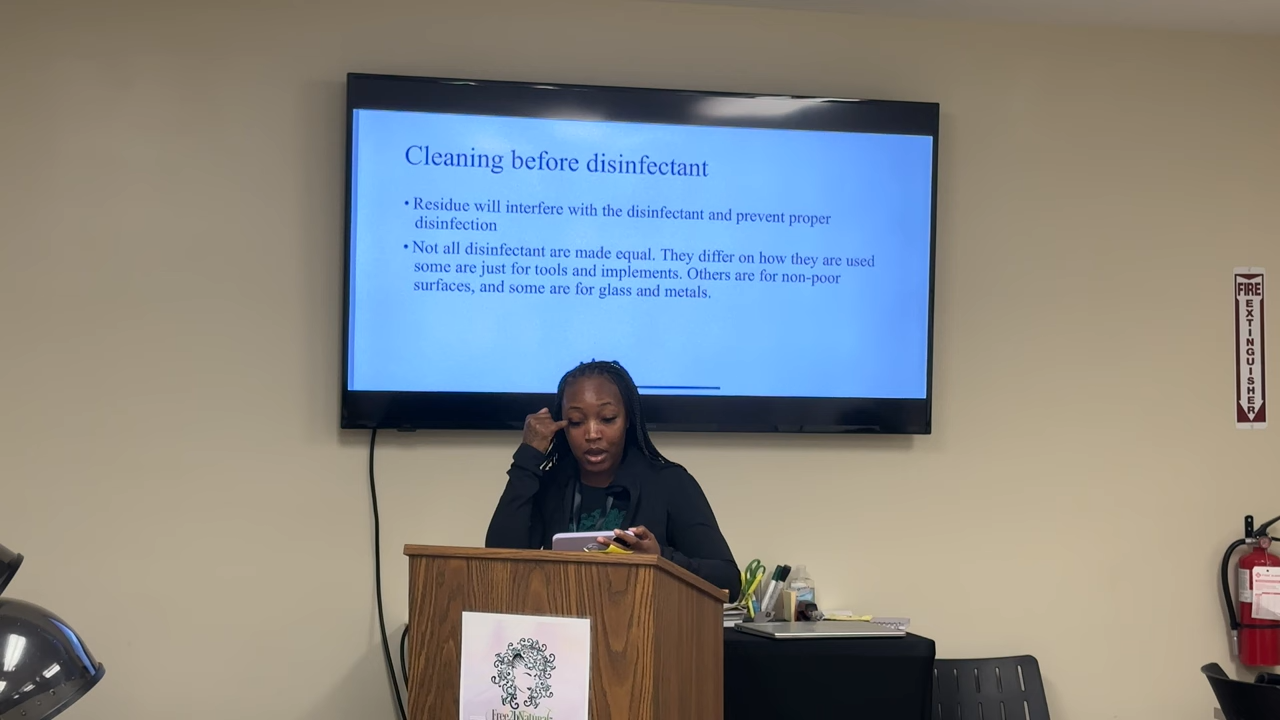 Cleaning before disinfectant
• Residue will interfere with the disinfectant and prevent proper
disinfection
• Not all disinfectant are made equal. They differ on how they are used
some are just for tools and implements. Others are for non-poor
surfaces, and some are for glass and metals.
FIRE
EXTINGUISHER
Free2bNaturalz